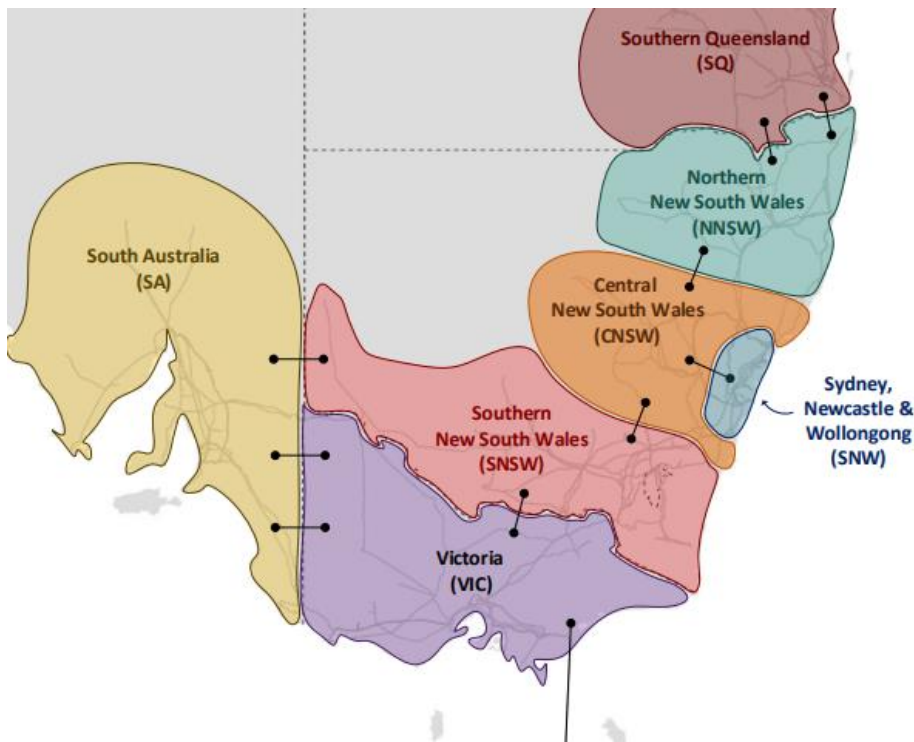 Southern Queensland
(SQ)
Northern
New South Wales
(NNSW)
South Australia
(SA)
Central
New South Wales
(CNSW)
Sydney,
Newcastle &
Wollongong
(SNW)
Southern
New South Wales
(SNSW)
Victoria
(VIC)